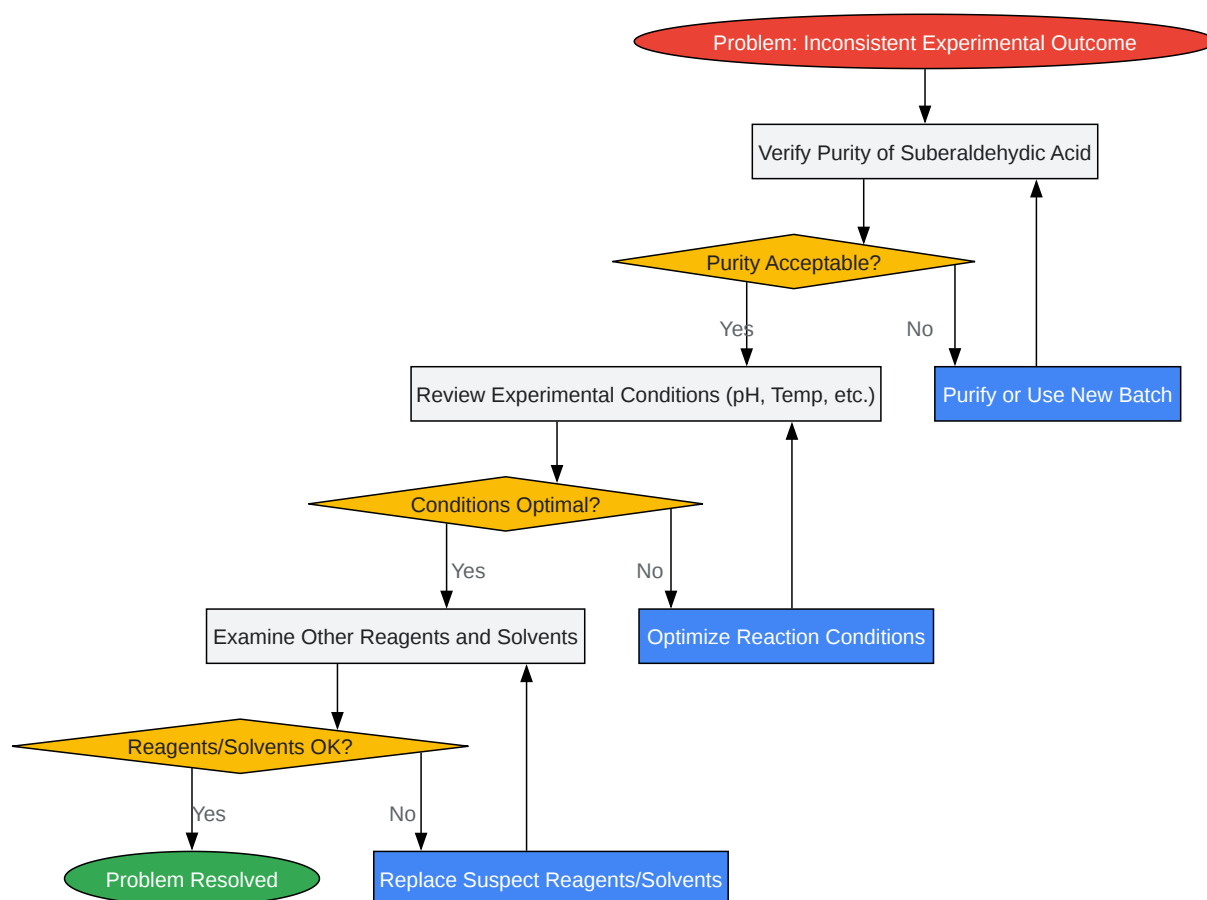 Problem: Inconsistent Experimental Outcome
Verify Purity of Suberaldehydic Acid
Purity Acceptable?
Yes
No
Review Experimental Conditions (pH, Temp, etc.)
Purify or Use New Batch
Conditions Optimal?
Yes
No
Examine Other Reagents and Solvents
Optimize Reaction Conditions
Reagents/Solvents OK?
Yes
No
Problem Resolved
Replace Suspect Reagents/Solvents